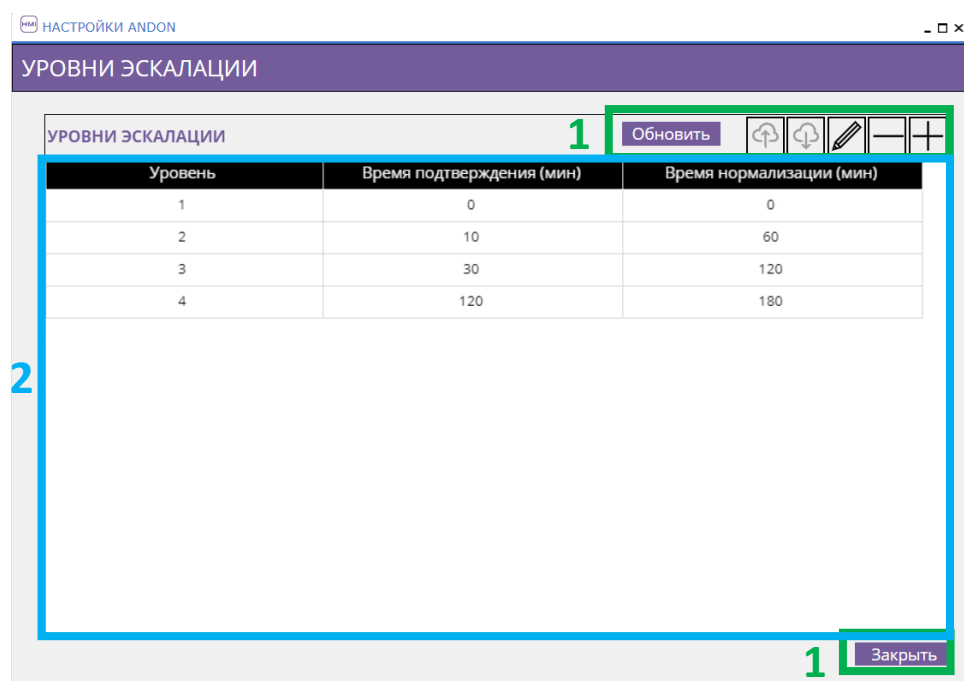 HMI НАСТРОЙКИ ANDON
УРОВНИ ЭСКАЛАЦИИ
УРОВНИ ЭСКАЛАЦИИ 1 Обновить
Уровень Время подтверждения (мин) Время нормализации (мин)
1 0 0
2 10 60
3 30 120
4 120 180
2
1 Закрыть